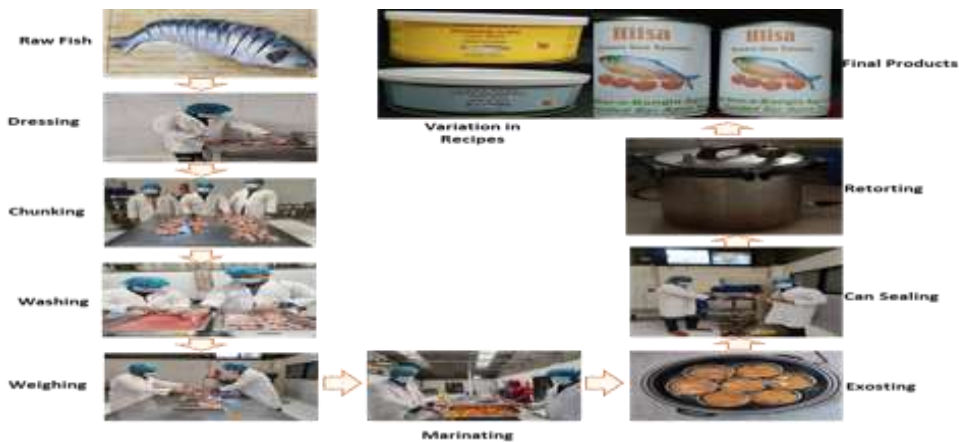 Raw Fish
Dressing
Chunking
Washing
Weighing
Marinating
Exosting
Can Sealing
Retorting
Final Products
Variation in
Recipes
Hilsa
Hilsa